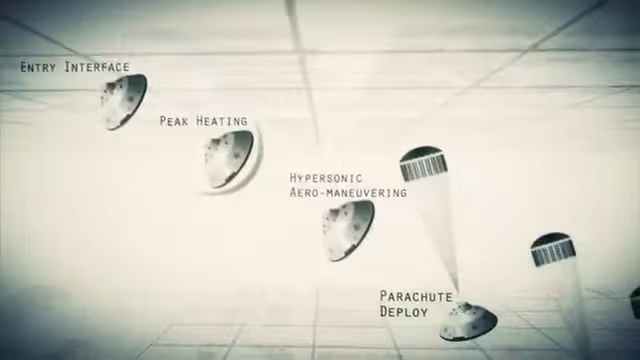 Entry Interface
Peak Heating
Hypersonic
Aero-maneuvering
Parachute
Deploy